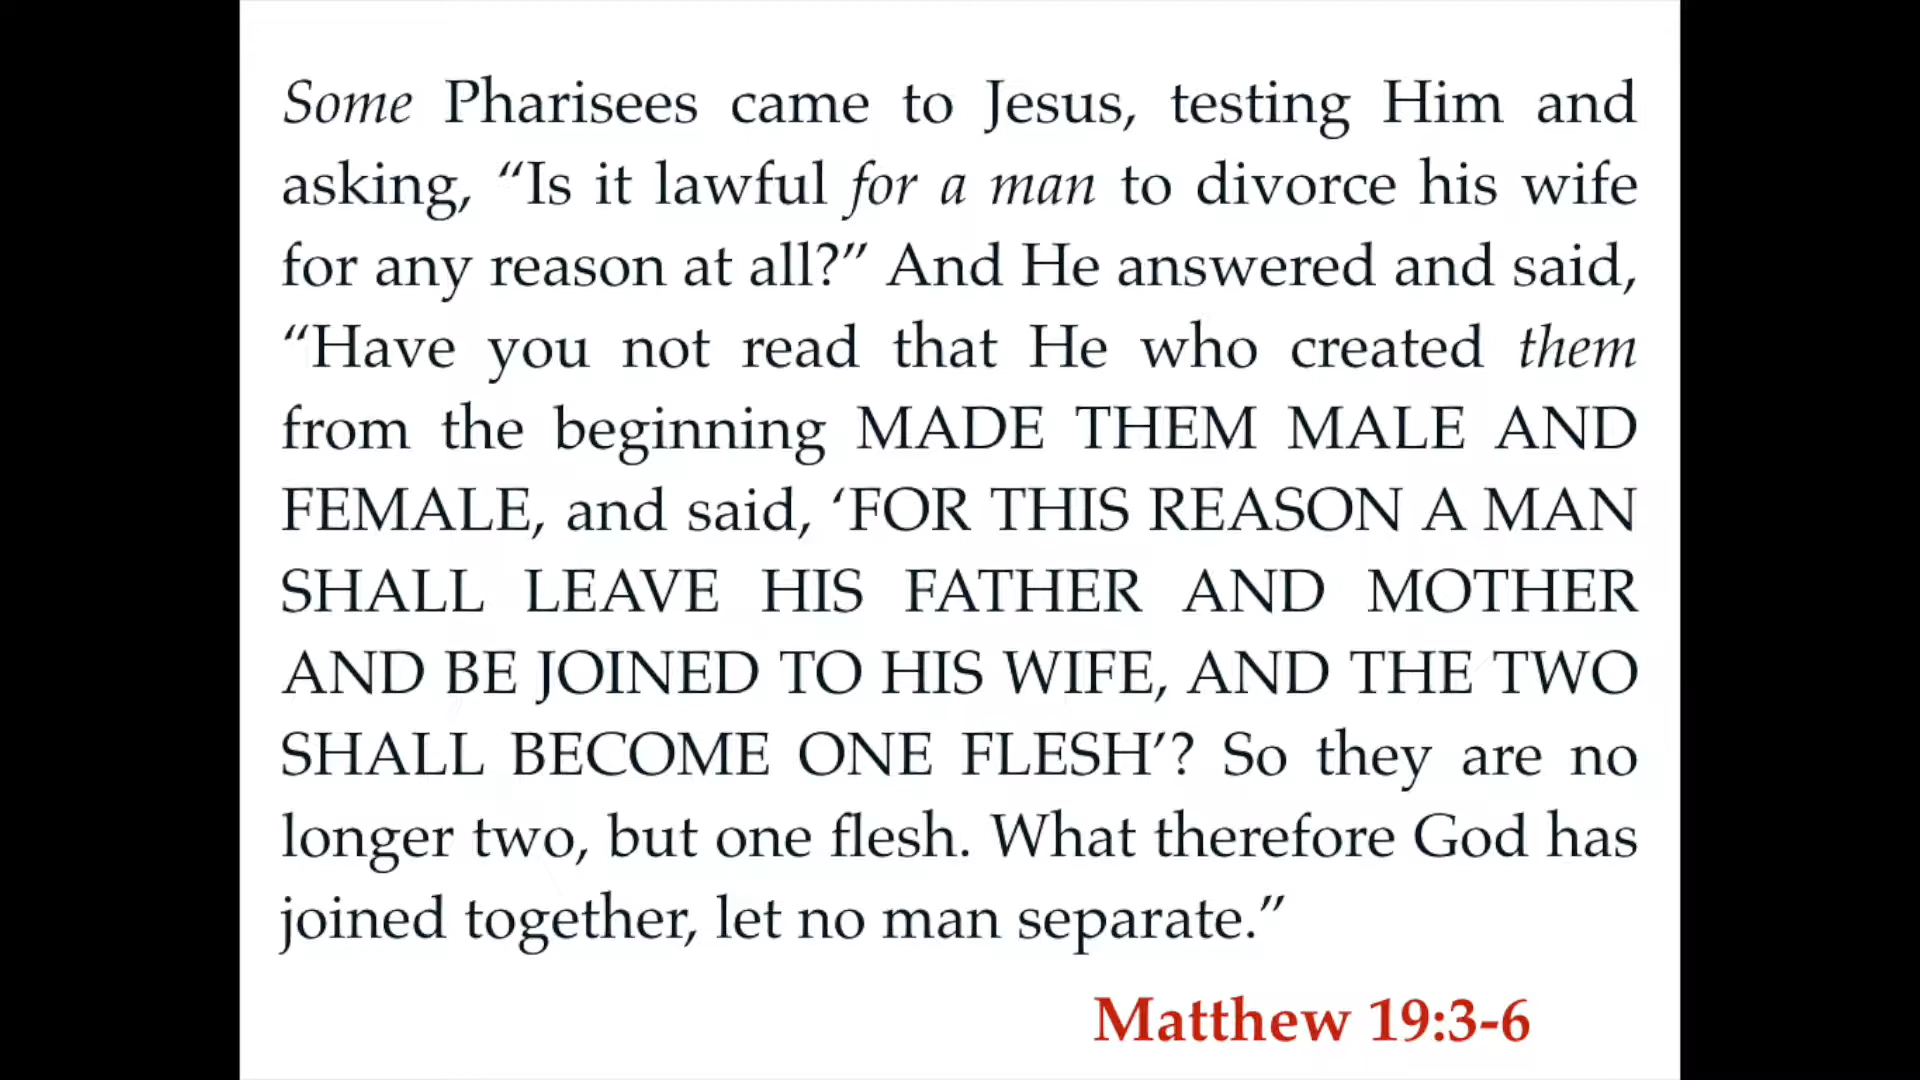 Some Pharisees came to Jesus, testing Him and
asking, “Is it lawful for a man to divorce his wife
for any reason at all?” And He answered and said,
“Have you not read that He who created them
from the beginning MADE THEM MALE AND
FEMALE, and said, ‘FOR THIS REASON A MAN
SHALL LEAVE HIS FATHER AND MOTHER
AND BE JOINED TO HIS WIFE, AND THE TWO
SHALL BECOME ONE FLESH’? So they are no
longer two, but one flesh. What therefore God has
joined together, let no man separate.”
Matthew 19:3-6